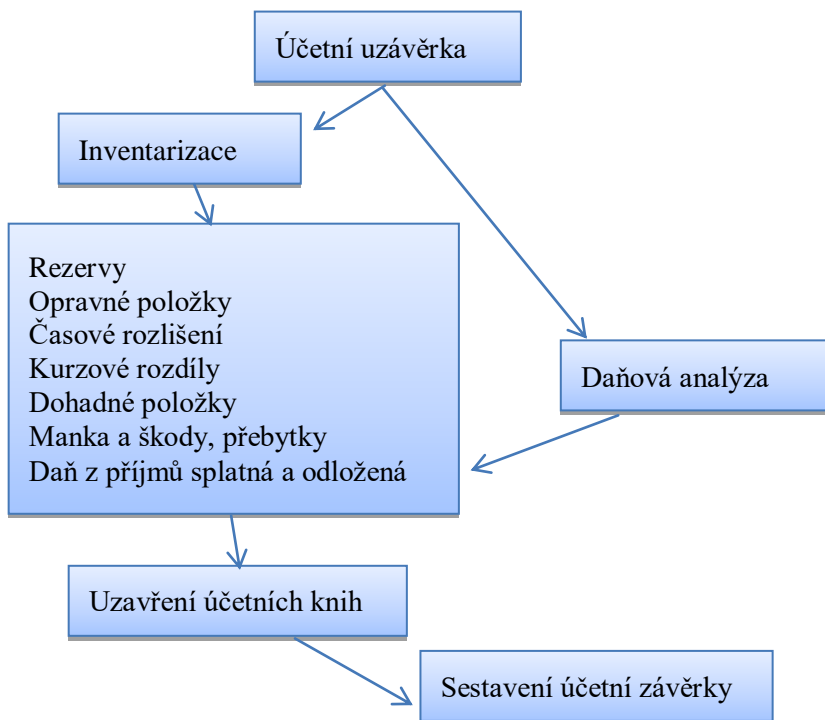 Účetní uzávěrka
Inventarizace
Rezervy
Opravné položky
Časové rozlišení
Kurzové rozdíly
Dohadné položky
Manka a škody, přebytky
Daň z příjmů splatná a odložená
Daňová analýza
Uzavření účetních knih
Sestavení účetní závěrky